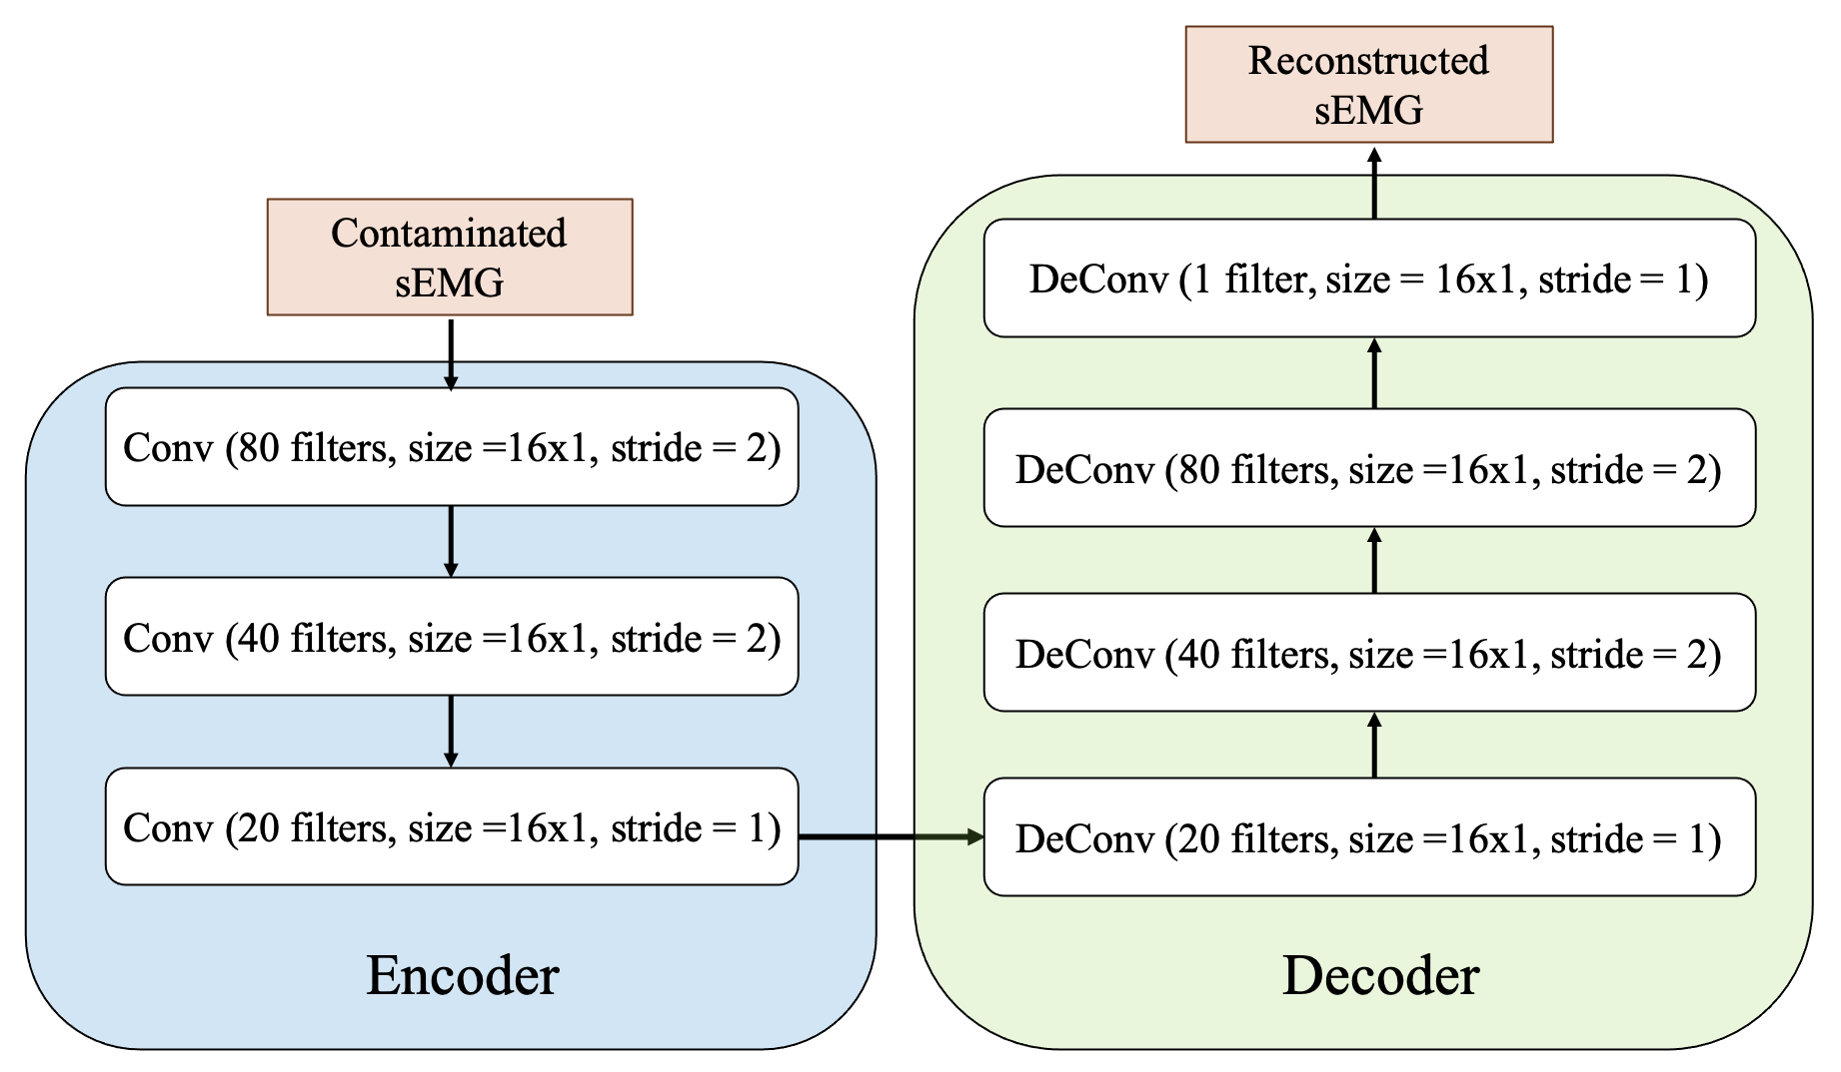 Contaminated
sEMG
Conv (80 filters, size =16x1, stride = 2)
Conv (40 filters, size =16x1, stride = 2)
Conv (20 filters, size =16x1, stride = 1)
Encoder
Reconstructed
sEMG
DeConv (1 filter, size = 16x1, stride = 1)
DeConv (80 filters, size =16x1, stride = 2)
DeConv (40 filters, size =16x1, stride = 2)
DeConv (20 filters, size =16x1, stride = 1)
Decoder